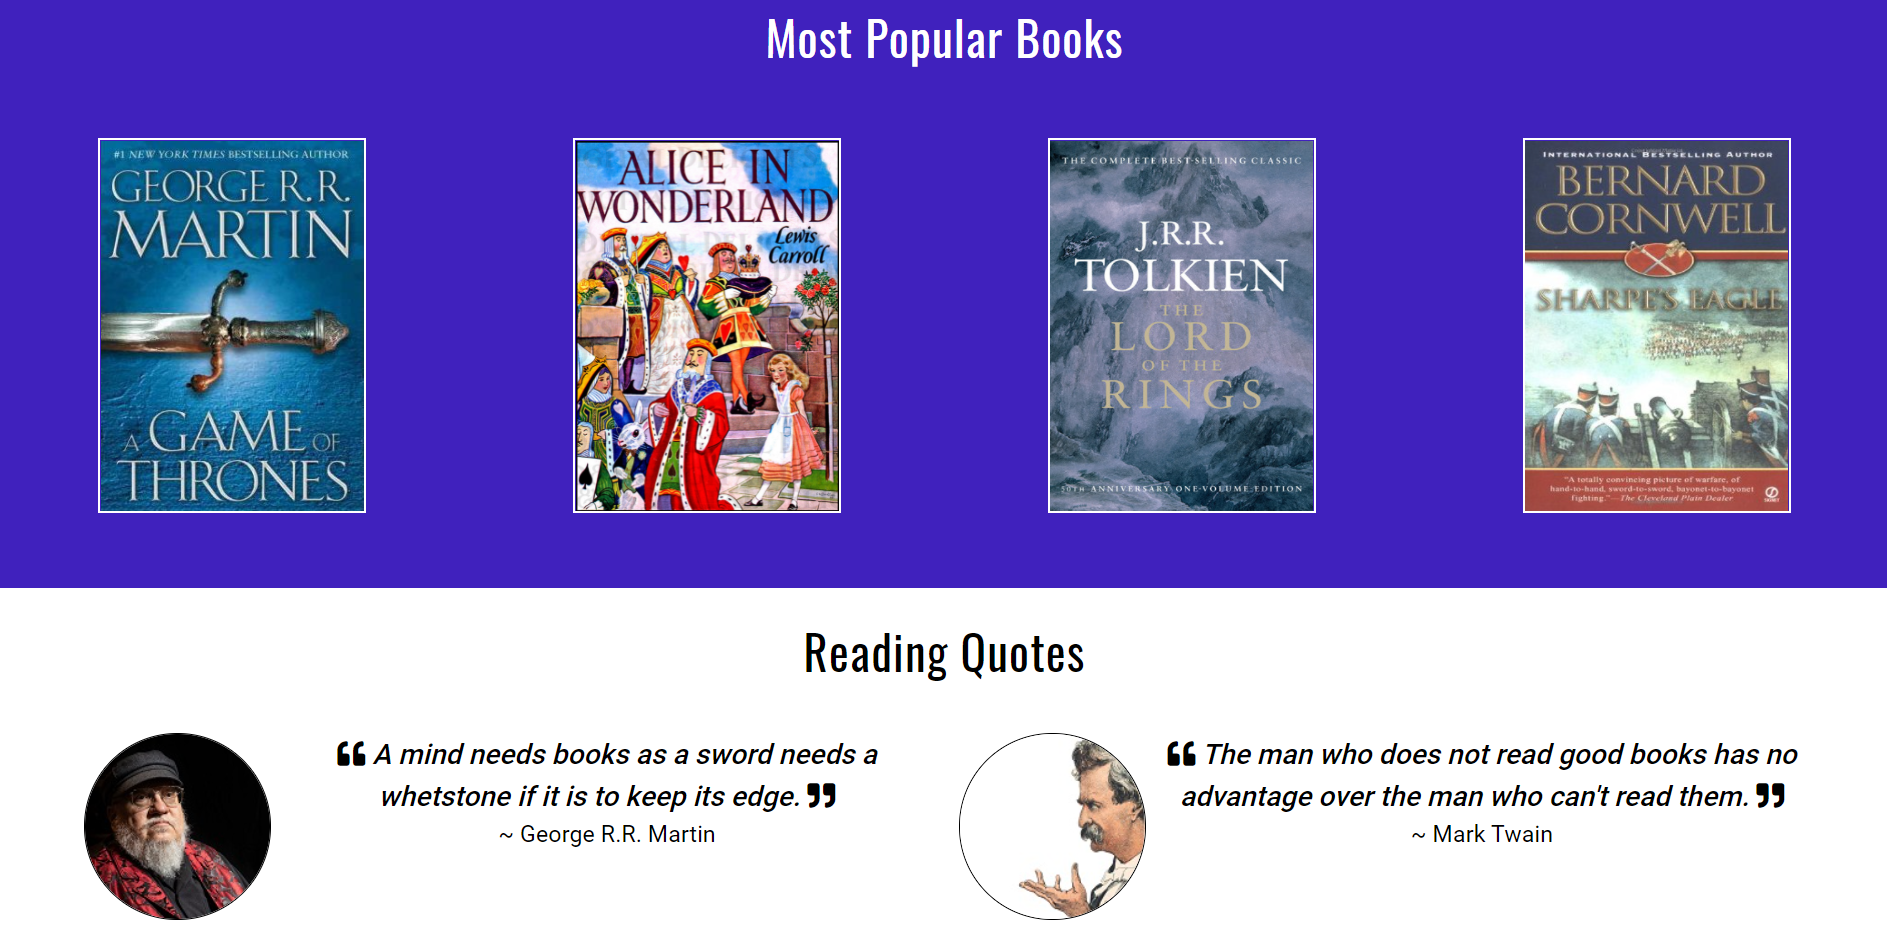 Most Popular Books
#1 NEW YORK TIMES BESTSELLING AUTHOR
GEORGE R.R.
MARTIN
A GAME OF
THRONES
ALICE IN
WONDERLAND
Lewis
Carroll
THE COMPLETE BEST-SELLING CLASSIC
J.R.R.
TOLKIEN
THE
LORD
OF THE
RINGS
50TH ANNIVERSARY ONE-VOLUME EDITION
INTERNATIONAL BESTSELLING AUTHOR
BERNARD
CORNWELL
SHARPE'S EAGLE
"A totally convincing picture of warfare, of
hand-to-hand, sword-to-sword, bayonet-to-bayonet
fighting."—The Cleveland Plain Dealer
SIGNET
Reading Quotes
❝ A mind needs books as a sword needs a
whetstone if it is to keep its edge. ❞
~ George R.R. Martin
❝ The man who does not read good books has no
advantage over the man who can't read them. ❞
~ Mark Twain